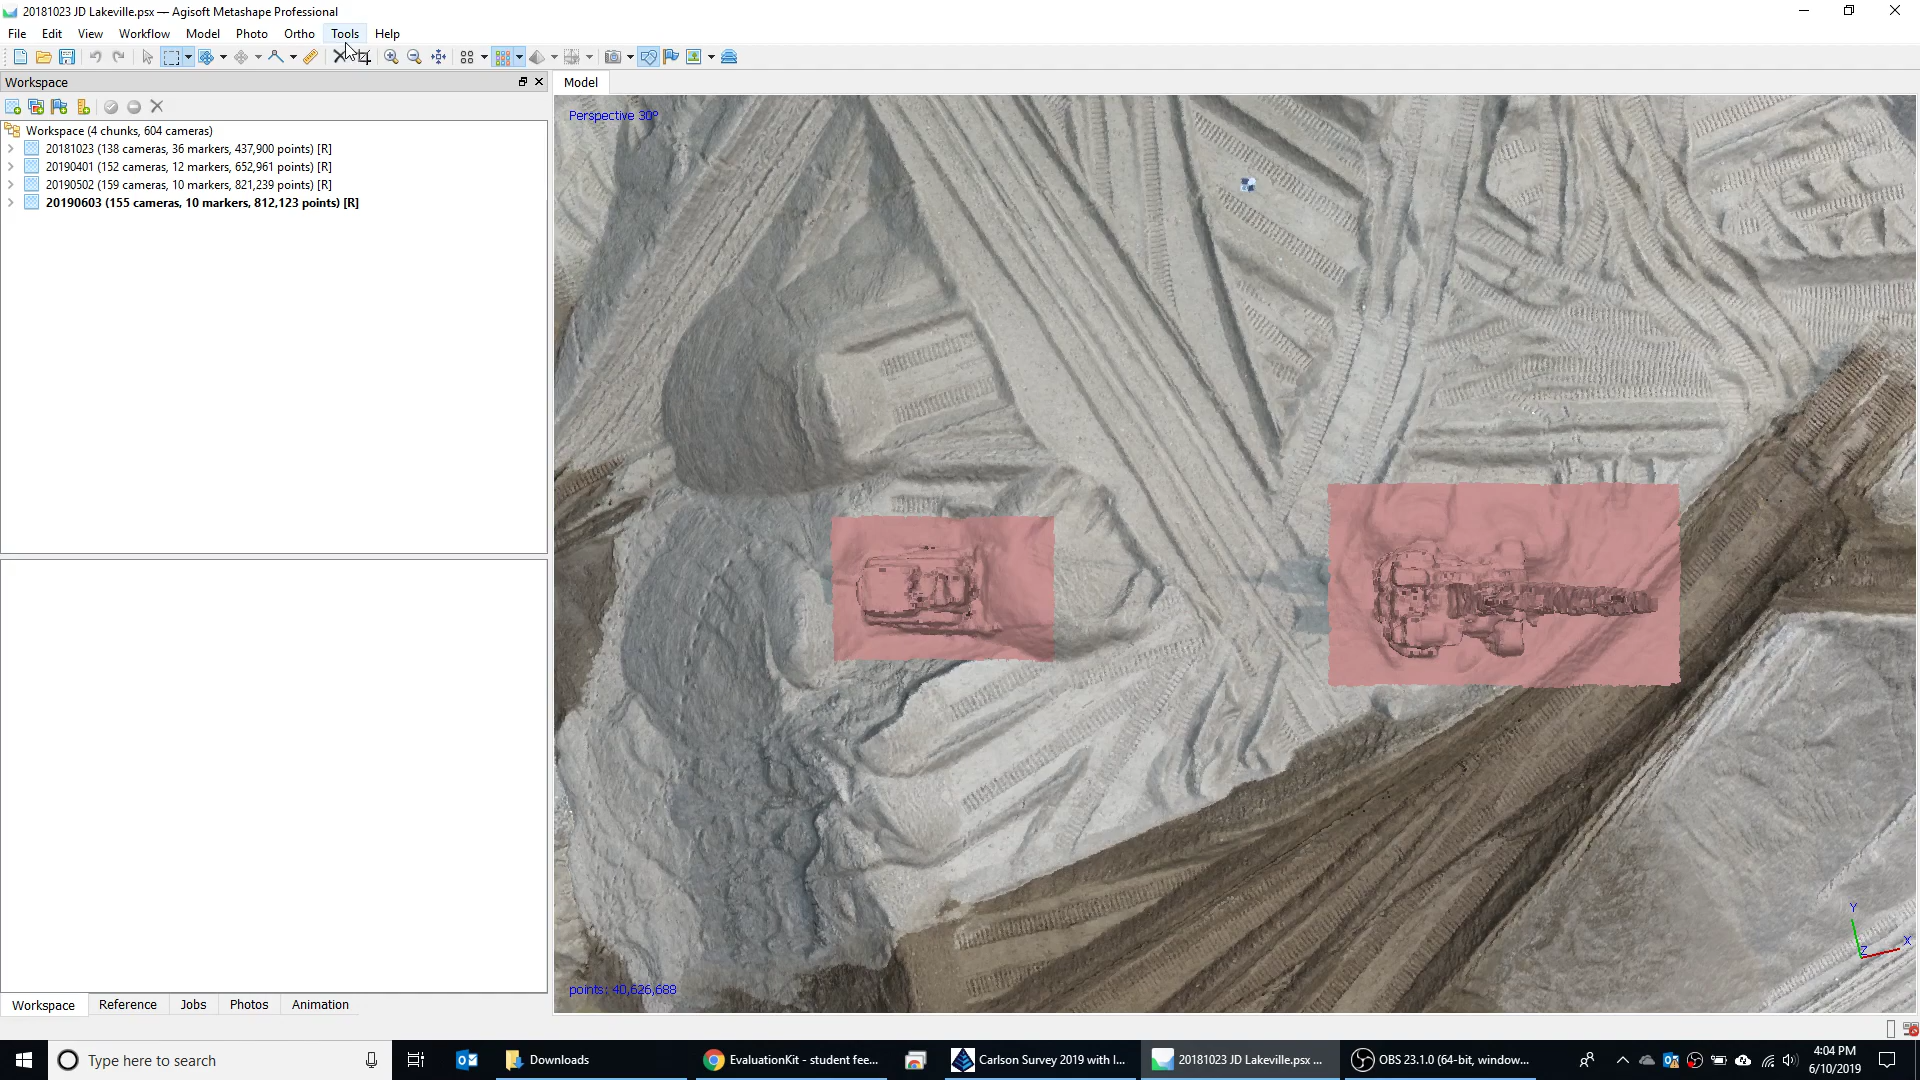 20181023 JD Lakeville.psx — Agisoft Metashape Professional
File Edit View Workflow Model Photo Ortho Tools Help
Workspace
Model
Workspace (4 chunks, 604 cameras)
20181023 (138 cameras, 36 markers, 437,900 points) [R]
20190401 (152 cameras, 12 markers, 652,961 points) [R]
20190502 (159 cameras, 10 markers, 821,239 points) [R]
20190603 (155 cameras, 10 markers, 812,123 points) [R]
Perspective 30°
Y
X
Z
points: 40,626,688
Workspace Reference Jobs Photos Animation
Type here to search
Downloads
EvaluationKit - student fee...
Carlson Survey 2019 with I...
20181023 JD Lakeville.psx ...
OBS 23.1.0 (64-bit, window...
4:04 PM
6/10/2019